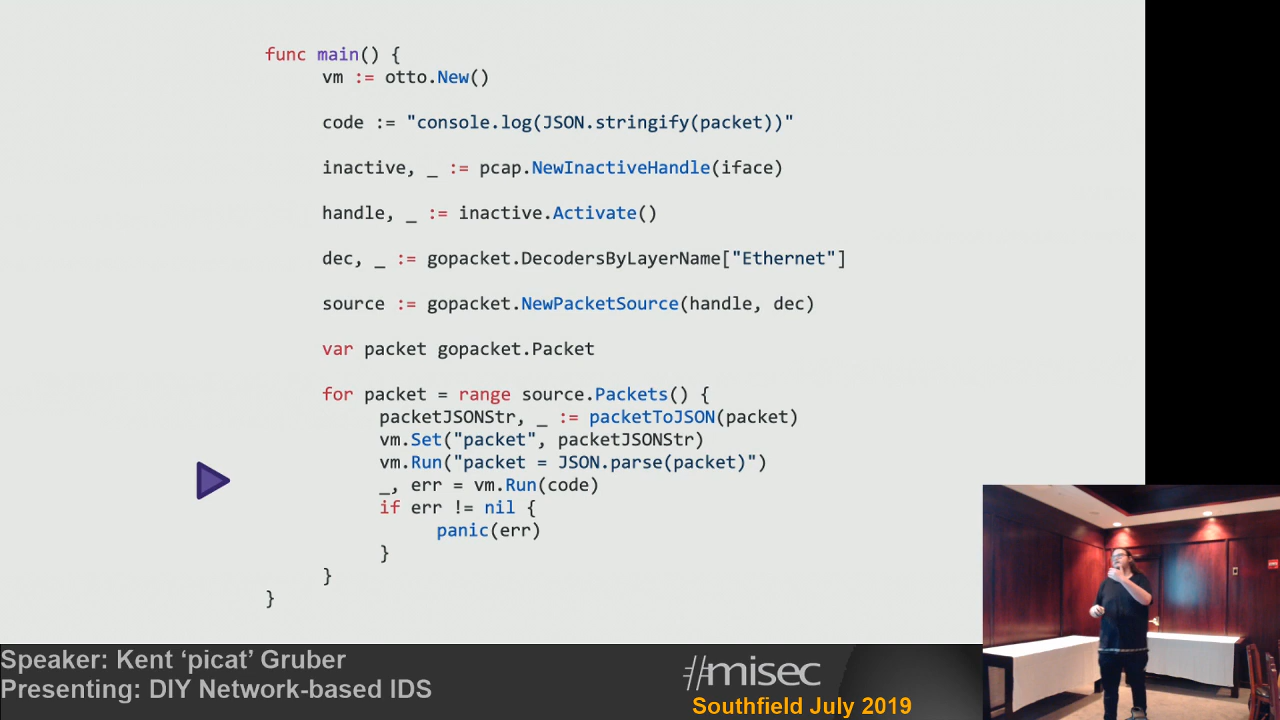 func main() {
vm := otto.New()
code := "console.log(JSON.stringify(packet))"
inactive, _ := pcap.NewInactiveHandle(iface)
handle, _ := inactive.Activate()
dec, _ := gopacket.DecodersByLayerName["Ethernet"]
source := gopacket.NewPacketSource(handle, dec)
var packet gopacket.Packet
for packet = range source.Packets() {
packetJSONStr, _ := packetToJSON(packet)
vm.Set("packet", packetJSONStr)
vm.Run("packet = JSON.parse(packet)")
_, err = vm.Run(code)
if err != nil {
panic(err)
}
}
}
Speaker: Kent ‘picat’ Gruber
Presenting: DIY Network-based IDS
#misec
Southfield July 2019